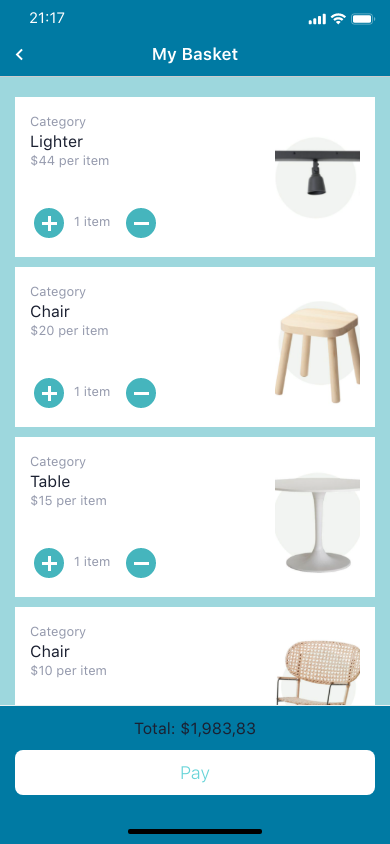 21:17
My Basket
Category
Lighter
$44 per item
1 item
Category
Chair
$20 per item
1 item
Category
Table
$15 per item
1 item
Category
Chair
$10 per item
Total: $1,983,83
Pay